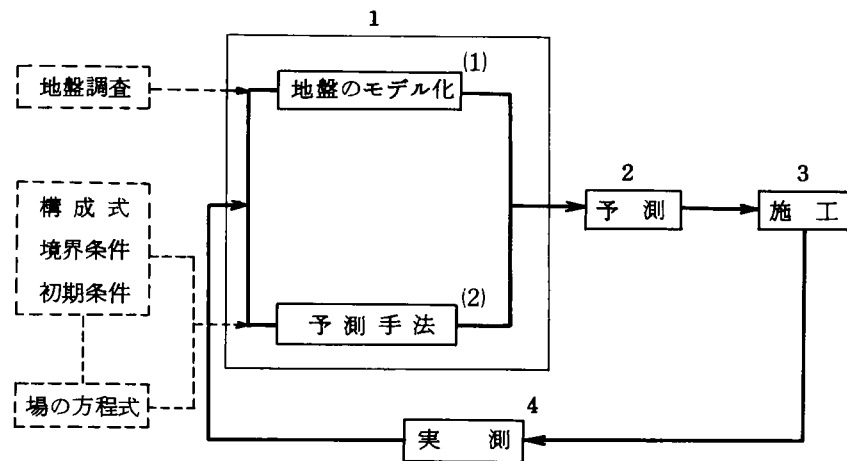 1
(1)
地盤調査
地盤のモデル化
2
3
構成式
予測
施工
境界条件
初期条件
(2)
予測手法
場の方程式
4
実測